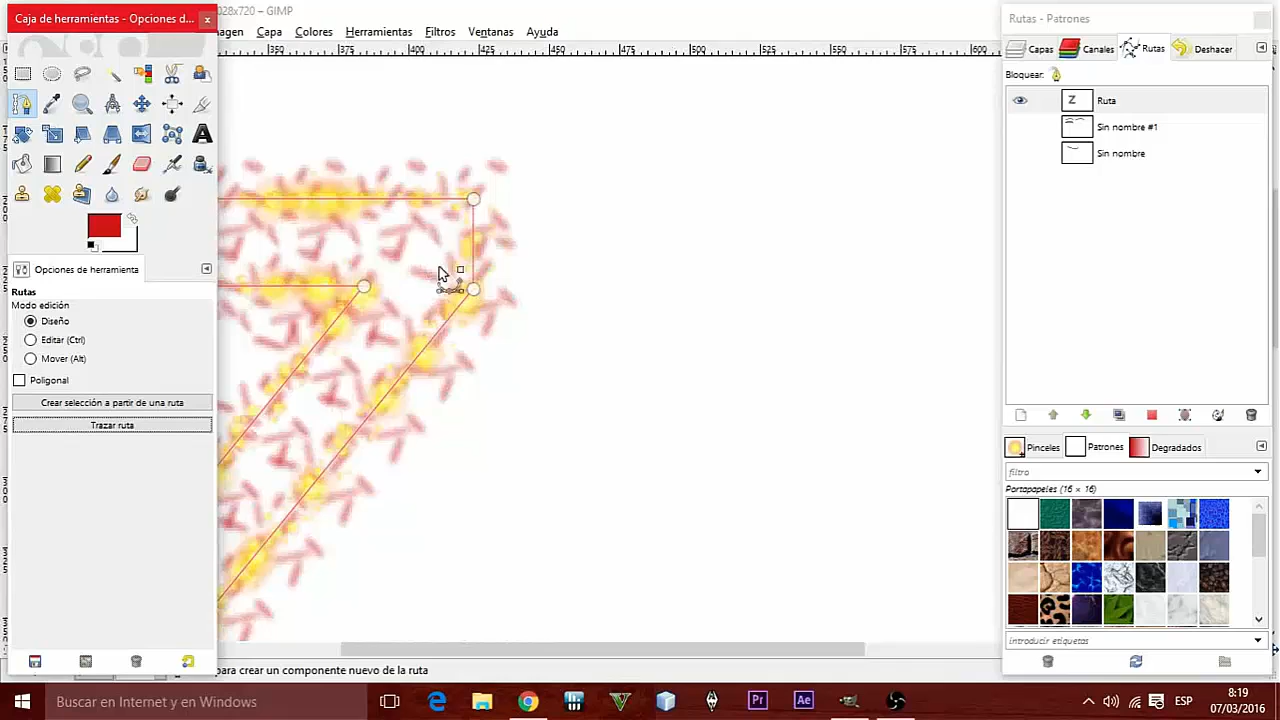 Caja de herramientas - Opciones d...
028x720 – GIMP
Rutas - Patrones
gen Capa Colores Herramientas Filtros Ventanas Ayuda
Capas Canales Rutas Deshacer
350 375 400 425 450 475 500 525 550 575 600
Bloquear:
Ruta
Sin nombre #1
Sin nombre
Opciones de herramienta
Rutas
Modo edición
Diseño
Editar (Ctrl)
Mover (Alt)
Poligonal
Crear selección a partir de una ruta
Trazar ruta
Pinceles Patrones Degradados
filtro
Portapapeles (16 × 16)
introducir etiquetas
para crear un componente nuevo de la ruta
Buscar en Internet y en Windows
Pr Ae
ESP
8:19
07/03/2016